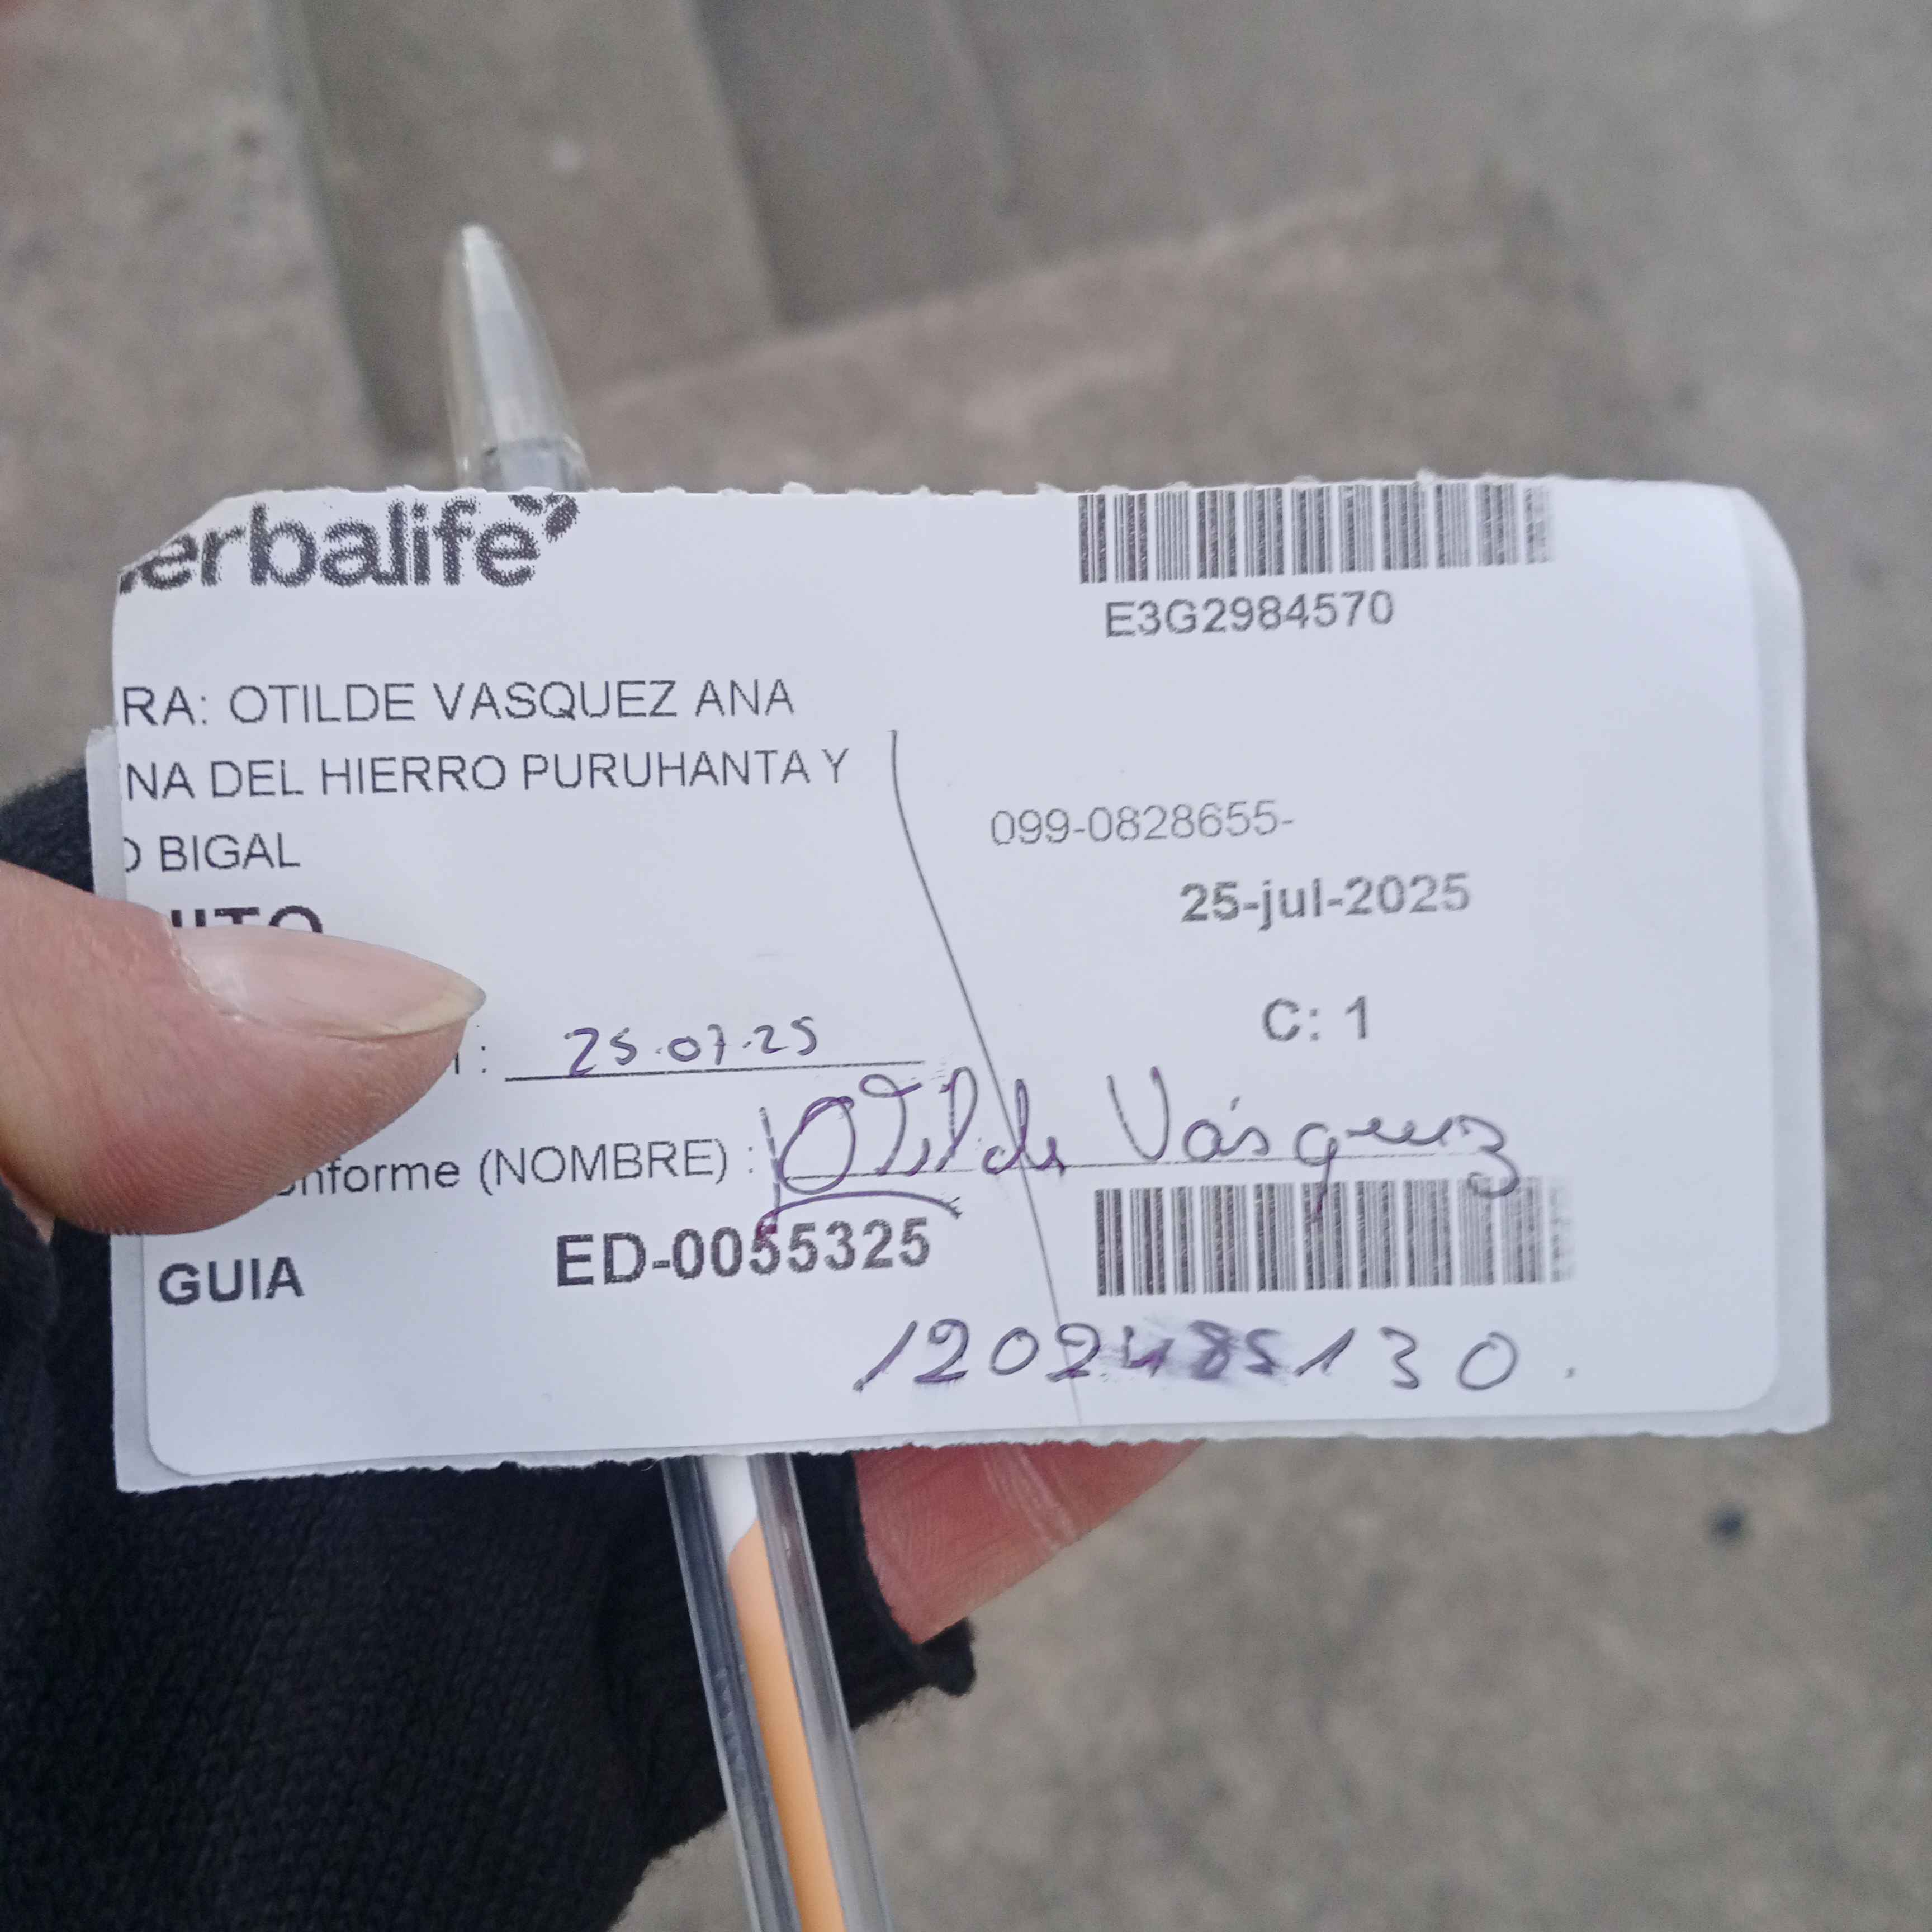 erbalife
E3G2984570
RA: OTILDE VASQUEZ ANA
NA DEL HIERRO PURUHANTA Y
O BIGAL
099-0828655-
25-jul-2025
C: 1
: 25.07.25
onforme (NOMBRE) : Otilde Vásquez
GUIA ED-0055325
1202485130.